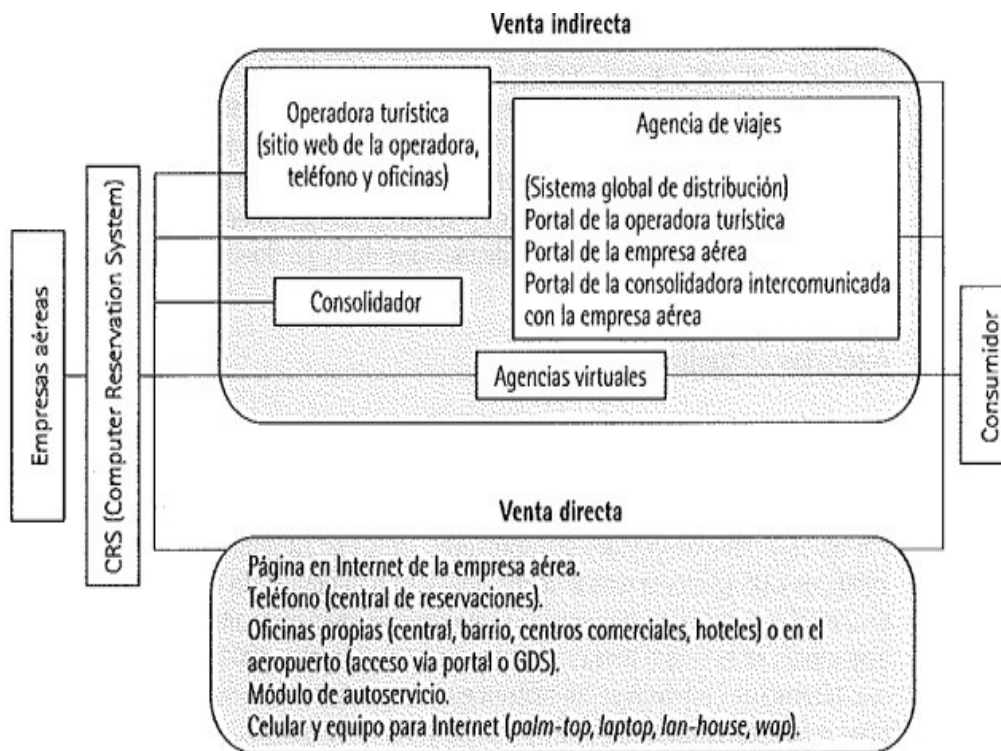 Venta indirecta
Operadora turística
(sitio web de la operadora,
teléfono y oficinas)
Agencia de viajes
(Sistema global de distribución)
Portal de la operadora turística
Portal de la empresa aérea
Portal de la consolidadora intercomunicada
con la empresa aérea
Consolidador
Agencias virtuales
Empresas aéreas
CRS (Computer Reservation System)
Consumidor
Venta directa
Página en Internet de la empresa aérea.
Teléfono (central de reservaciones).
Oficinas propias (central, barrio, centros comerciales, hoteles) o en el
aeropuerto (acceso vía portal o GDS).
Módulo de autoservicio.
Celular y equipo para Internet (palm-top, laptop, lan-house, wap).